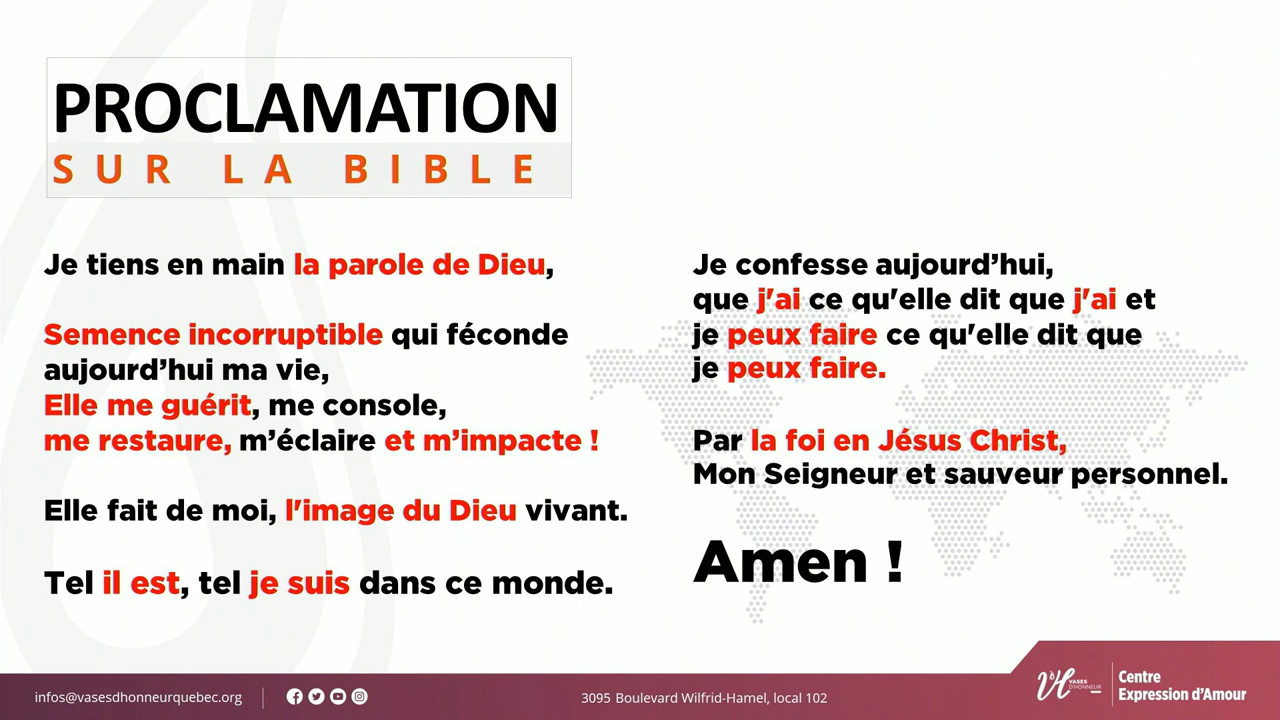 PROCLAMATION
SUR LA BIBLE
Je tiens en main la parole de Dieu,
Semence incorruptible qui féconde
aujourd’hui ma vie,
Elle me guérit, me console,
me restaure, m’éclaire et m’impacte !
Elle fait de moi, l'image du Dieu vivant.
Tel il est, tel je suis dans ce monde.
Je confesse aujourd’hui,
que j'ai ce qu'elle dit que j'ai et
je peux faire ce qu'elle dit que
je peux faire.
Par la foi en Jésus Christ,
Mon Seigneur et sauveur personnel.
Amen !
infos@vasesdhonneurquebec.org
3095 Boulevard Wilfrid-Hamel, local 102
VH VASES
D'HONNEUR
Centre
Expression d’Amour